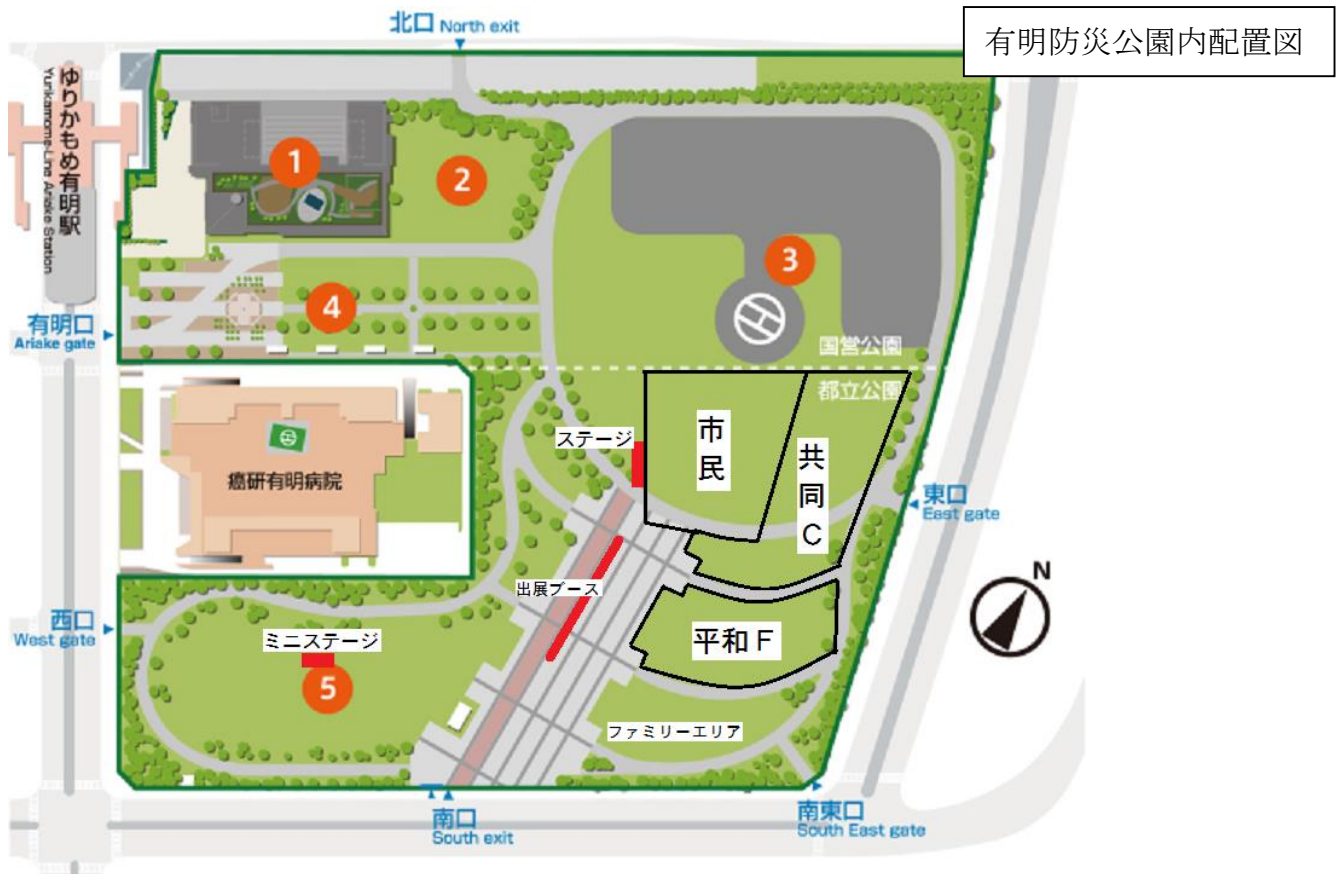 有明防災公園内配置図
北口 North exit
ゆりかもめ有明駅
Yurikamome-Line Ariake Station
1
2
3
4
有明口
Ariake gate
国営公園
都立公園
市民
共同C
ステージ
癌研有明病院
東口
East gate
出展ブース
N
西口
West gate
ミニステージ
5
平和F
ファミリーエリア
南口
South exit
南東口
South East gate